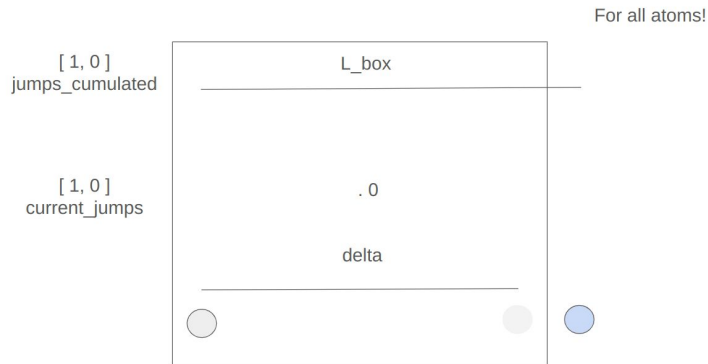 For all atoms!
[ 1, 0 ]
jumps_cumulated
L_box
[ 1, 0 ]
current_jumps
. 0
delta